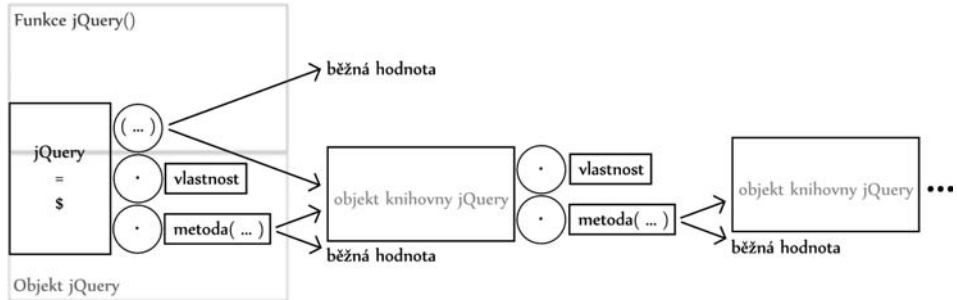 Funkce jQuery()
běžná hodnota
( ... )
jQuery
=
$
. vlastnost
. metoda( ... )
běžná hodnota
objekt knihovny jQuery
. vlastnost
. metoda( ... )
objekt knihovny jQuery
...
běžná hodnota
Objekt jQuery